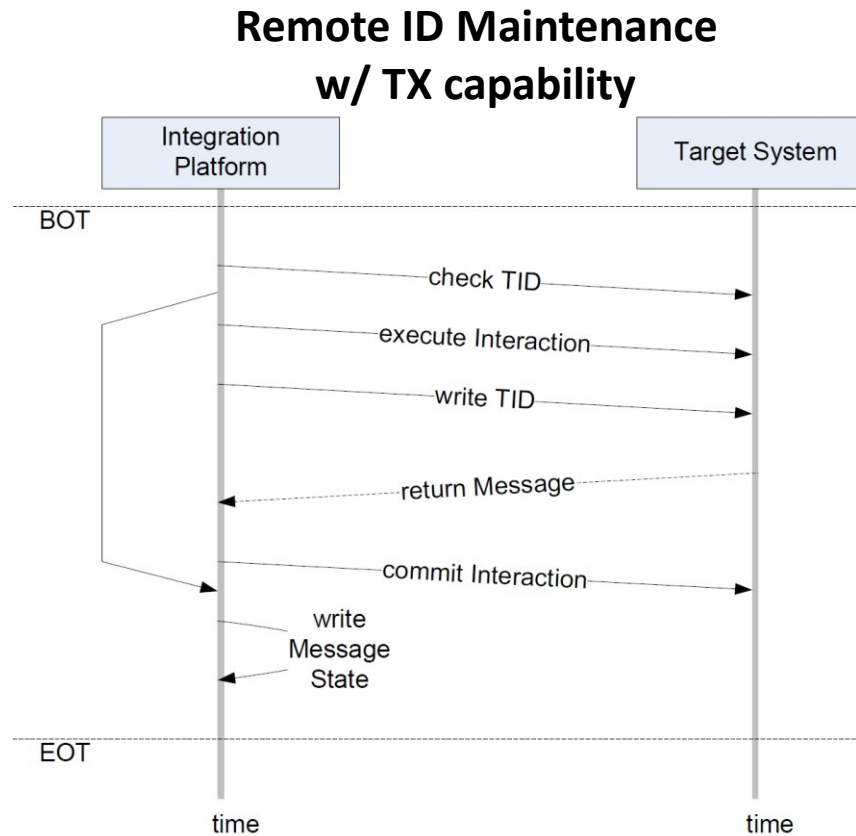 Remote ID Maintenance
w/ TX capability
Integration
Platform
Target System
BOT
check TID
execute Interaction
write TID
return Message
commit Interaction
write
Message
State
EOT
time
time